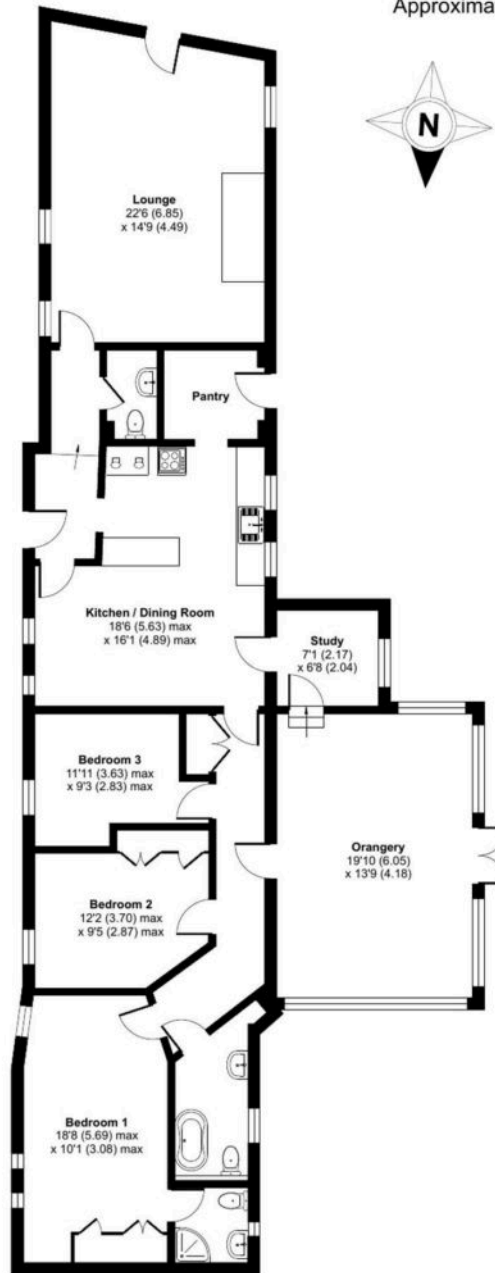 Approxima
N
Lounge
22'6 (6.85)
x 14'9 (4.49)
Pantry
Kitchen / Dining Room
18'6 (5.63) max
x 16'1 (4.89) max
Study
7'1 (2.17)
x 6'8 (2.04)
Bedroom 3
11'11 (3.63) max
x 9'3 (2.83) max
Orangery
19'10 (6.05)
x 13'9 (4.18)
Bedroom 2
12'2 (3.70) max
x 9'5 (2.87) max
Bedroom 1
18'8 (5.69) max
x 10'1 (3.08) max